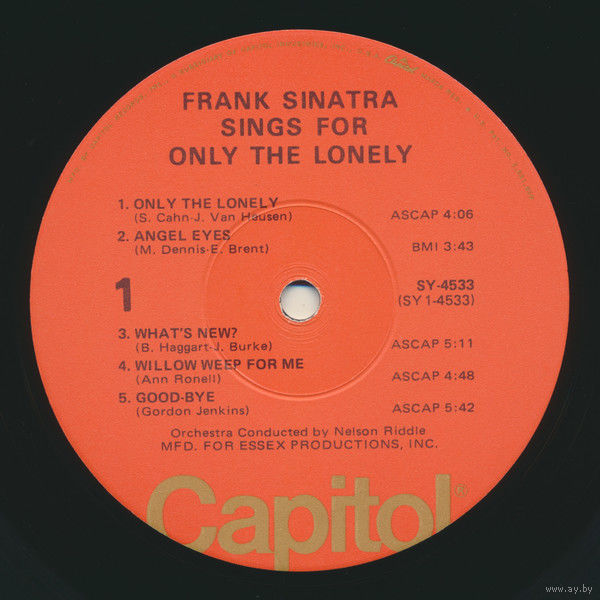 FRANK SINATRA
SINGS FOR
ONLY THE LONELY
1. ONLY THE LONELY
(S. Cahn-J. Van Heusen) ASCAP 4:06
2. ANGEL EYES
(M. Dennis-E. Brent) BMI 3:43
1 SY-4533
(SY 1-4533)
3. WHAT'S NEW?
(B. Haggart-J. Burke) ASCAP 5:11
4. WILLOW WEEP FOR ME
(Ann Ronell) ASCAP 4:48
5. GOOD-BYE
(Gordon Jenkins) ASCAP 5:42
Orchestra Conducted by Nelson Riddle
MFD. FOR ESSEX PRODUCTIONS, INC.
Capitol®
www.ay.by